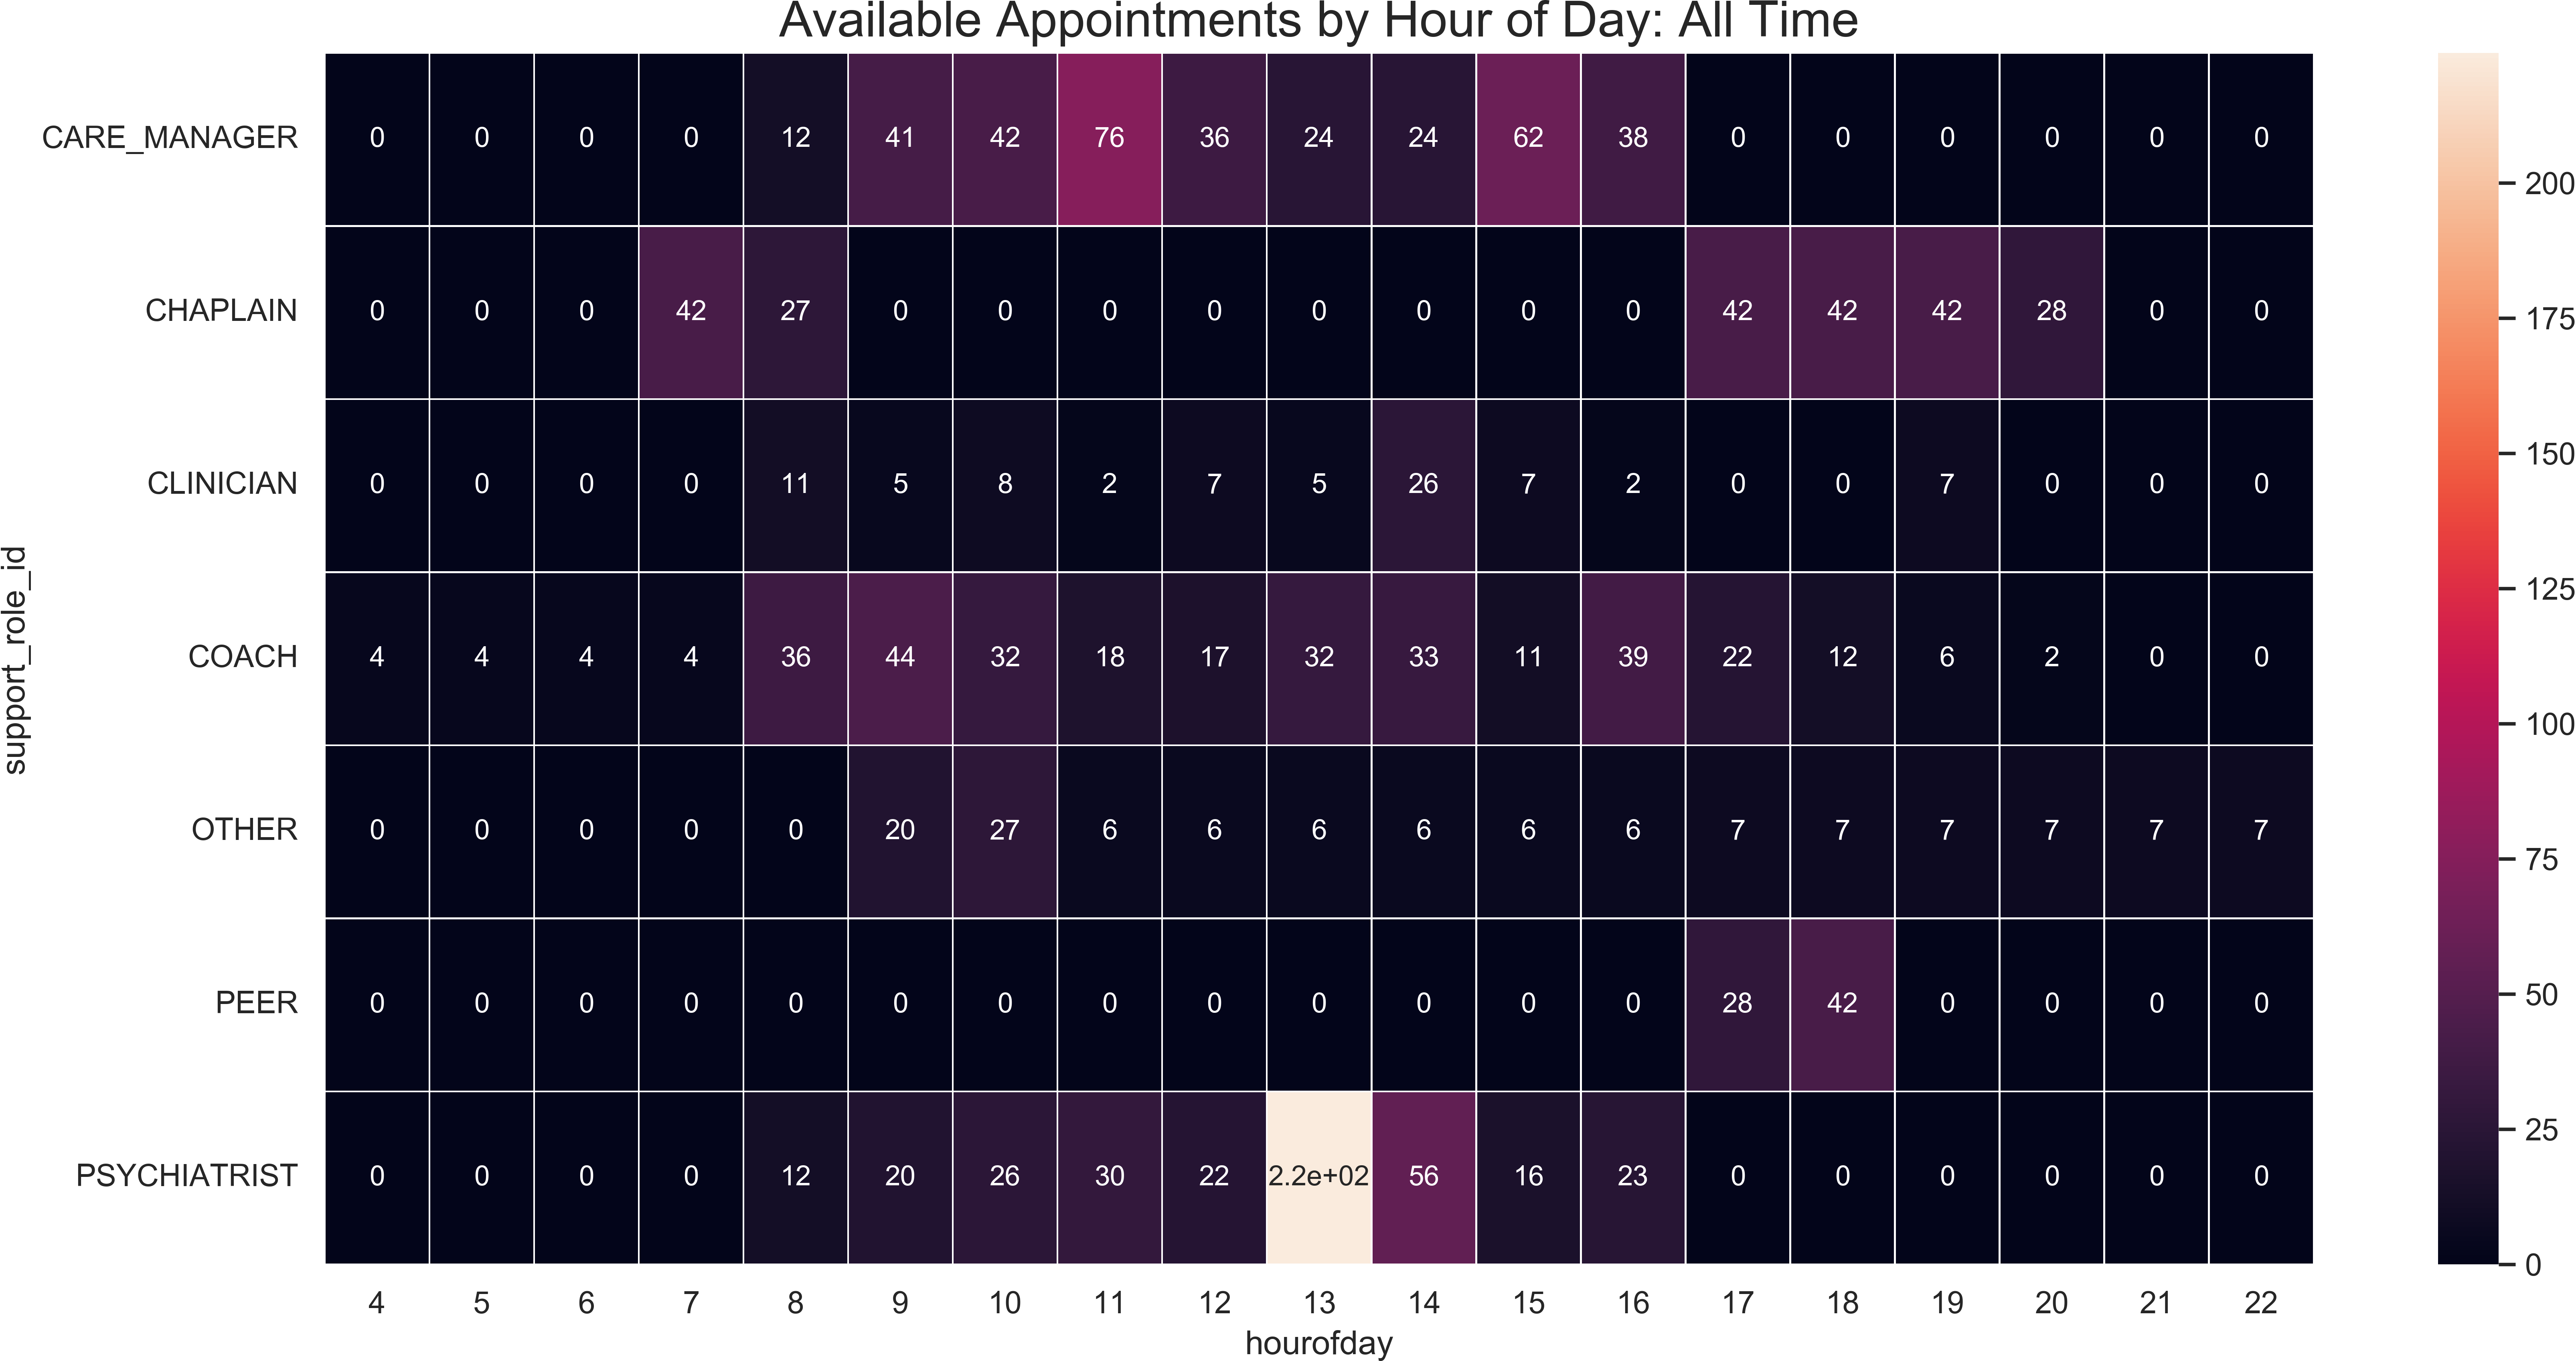 Available Appointments by Hour of Day: All Time
support_role_id
CARE_MANAGER 0 0 0 0 12 41 42 76 36 24 24 62 38 0 0 0 0 0 0
CHAPLAIN 0 0 0 42 27 0 0 0 0 0 0 0 0 42 42 42 28 0 0
CLINICIAN 0 0 0 0 11 5 8 2 7 5 26 7 2 0 0 7 0 0 0
COACH 4 4 4 4 36 44 32 18 17 32 33 11 39 22 12 6 2 0 0
OTHER 0 0 0 0 0 20 27 6 6 6 6 6 6 7 7 7 7 7 7
PEER 0 0 0 0 0 0 0 0 0 0 0 0 0 28 42 0 0 0 0
PSYCHIATRIST 0 0 0 0 12 20 26 30 22 2.2e+02 56 16 23 0 0 0 0 0 0
4 5 6 7 8 9 10 11 12 13 14 15 16 17 18 19 20 21 22
hourofday
200
175
150
125
100
75
50
25
0